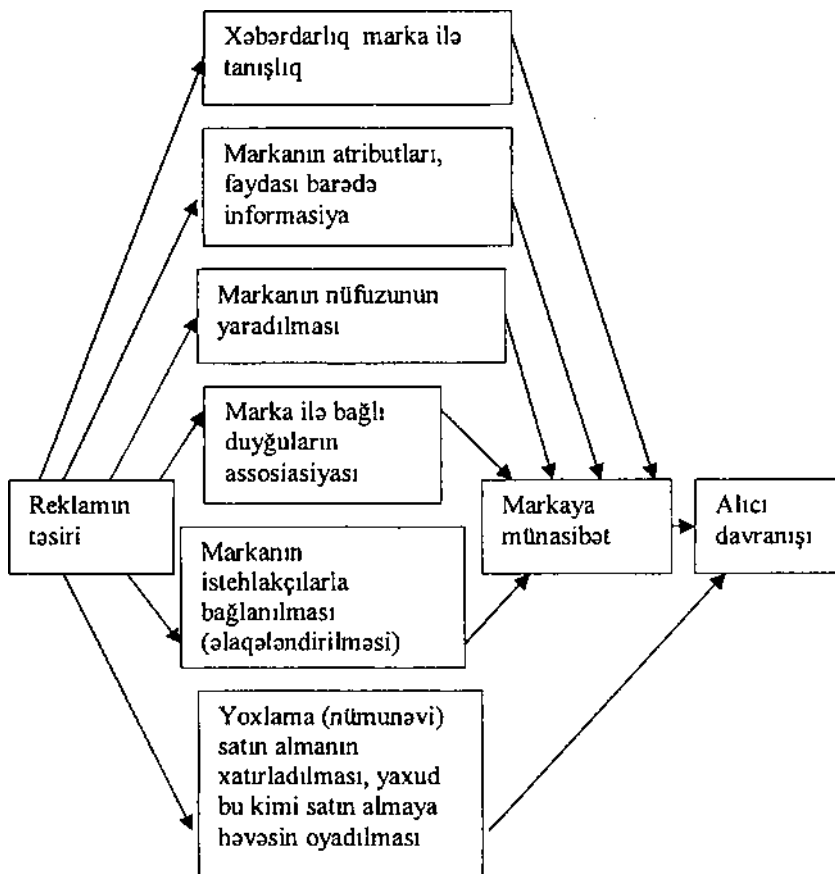 Xəbərdarlıq marka ilə
tanışlıq
Markanın atributları,
faydası barədə
informasiya
Markanın nüfuzunun
yaradılması
Marka ilə bağlı
duyğuların
assosiasiyası
Reklamın
təsiri
Markaya
münasibət
Alıcı
davranışı
Markanın
istehlakçılarla
bağlanılması
(əlaqələndirilməsi)
Yoxlama (nümunəvi)
satın almanın
xatırladılması, yaxud
bu kimi satın almaya
həvəsin oyadılması